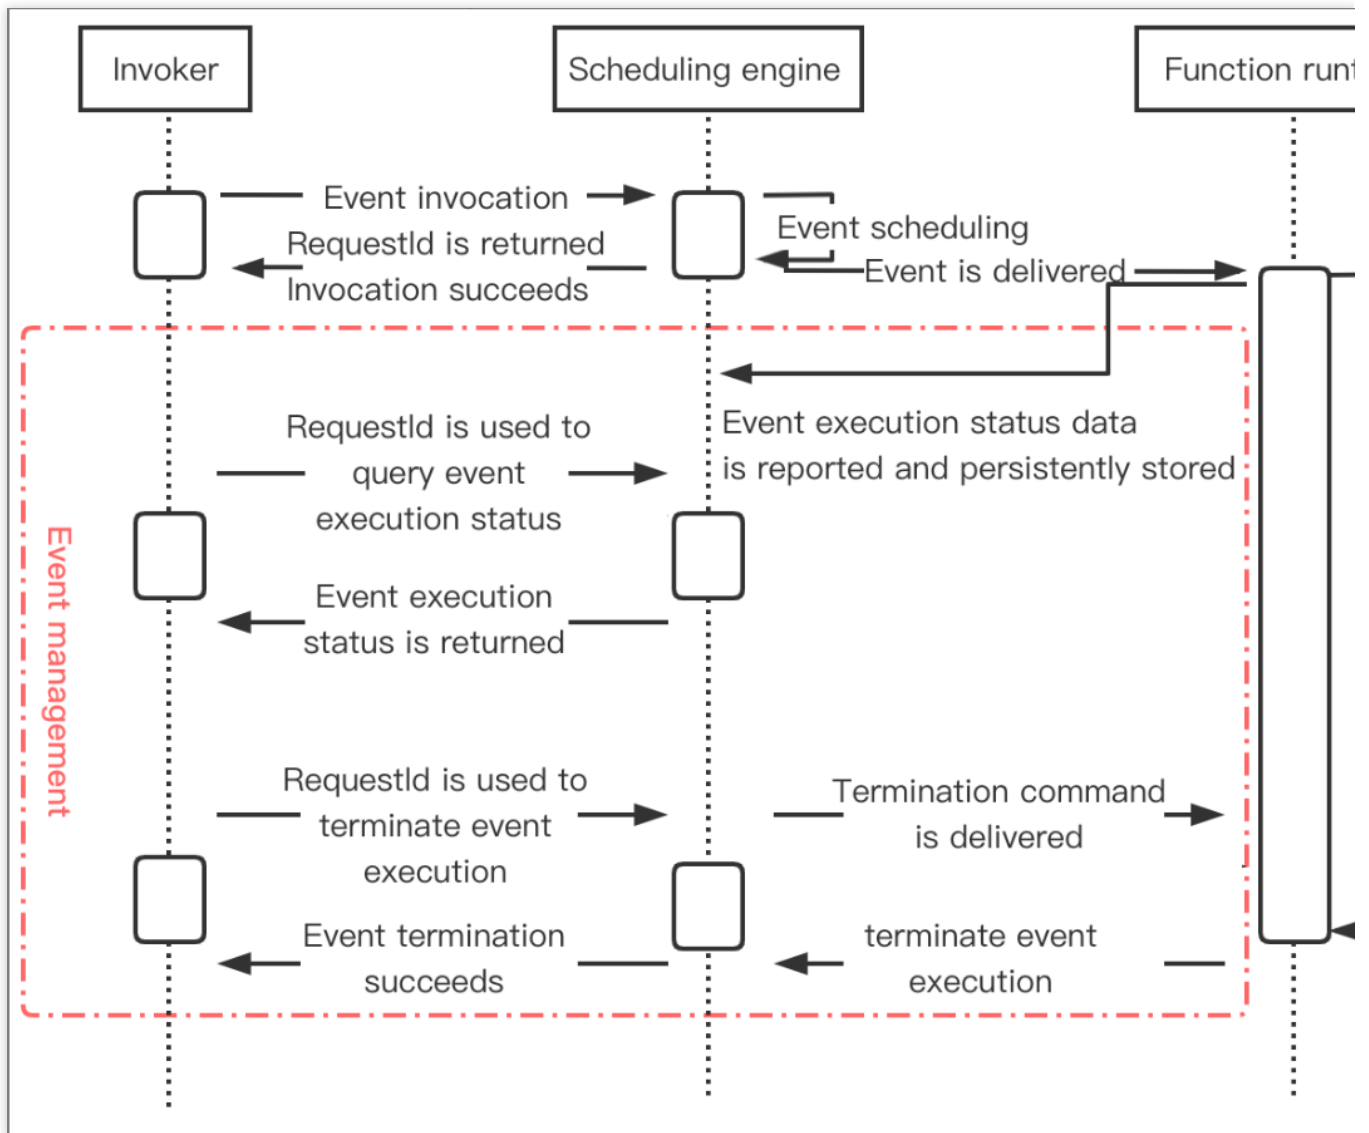 Invoker
Scheduling engine
Function runt
Event invocation
RequestId is returned
Invocation succeeds
Event scheduling
Event is delivered
Event execution status data
is reported and persistently stored
RequestId is used to
query event
execution status
Event execution
status is returned
Event management
RequestId is used to
terminate event
execution
Termination command
is delivered
Event termination
succeeds
terminate event
execution